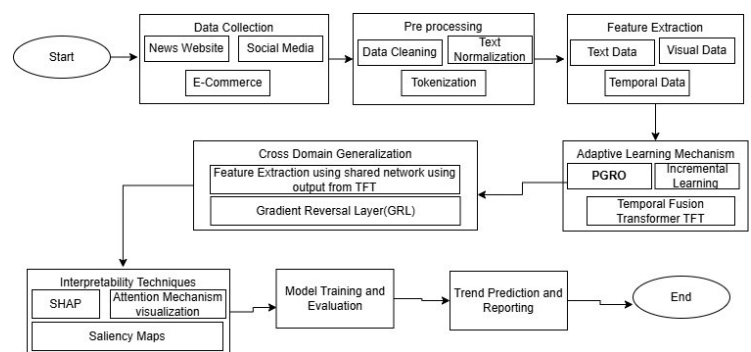 Start
Data Collection
News Website
Social Media
E-Commerce
Pre processing
Data Cleaning
Text
Normalization
Tokenization
Feature Extraction
Text Data
Visual Data
Temporal Data
Adaptive Learning Mechanism
PGRO
Incremental
Learning
Temporal Fusion
Transformer TFT
Cross Domain Generalization
Feature Extraction using shared network using
output from TFT
Gradient Reversal Layer(GRL)
Interpretability Techniques
SHAP
Attention Mechanism
visualization
Saliency Maps
Model Training and
Evaluation
Trend Prediction and
Reporting
End